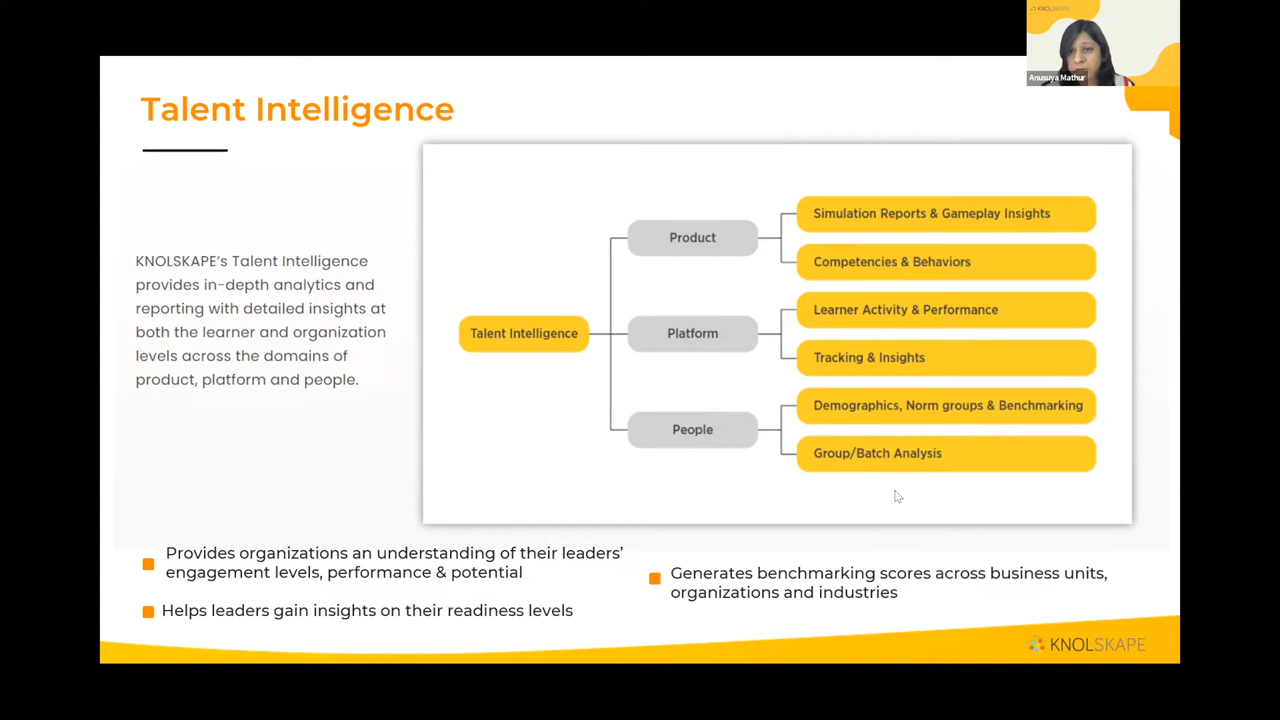 KNOLSKAPE
Anusuya Mathur
Talent Intelligence
KNOLSKAPE's Talent Intelligence
provides in-depth analytics and
reporting with detailed insights at
both the learner and organization
levels across the domains of
product, platform and people.
Talent Intelligence
Product
Platform
People
Simulation Reports & Gameplay Insights
Competencies & Behaviors
Learner Activity & Performance
Tracking & Insights
Demographics, Norm groups & Benchmarking
Group/Batch Analysis
Provides organizations an understanding of their leaders'
engagement levels, performance & potential
Helps leaders gain insights on their readiness levels
Generates benchmarking scores across business units,
organizations and industries
KNOLSKAPE